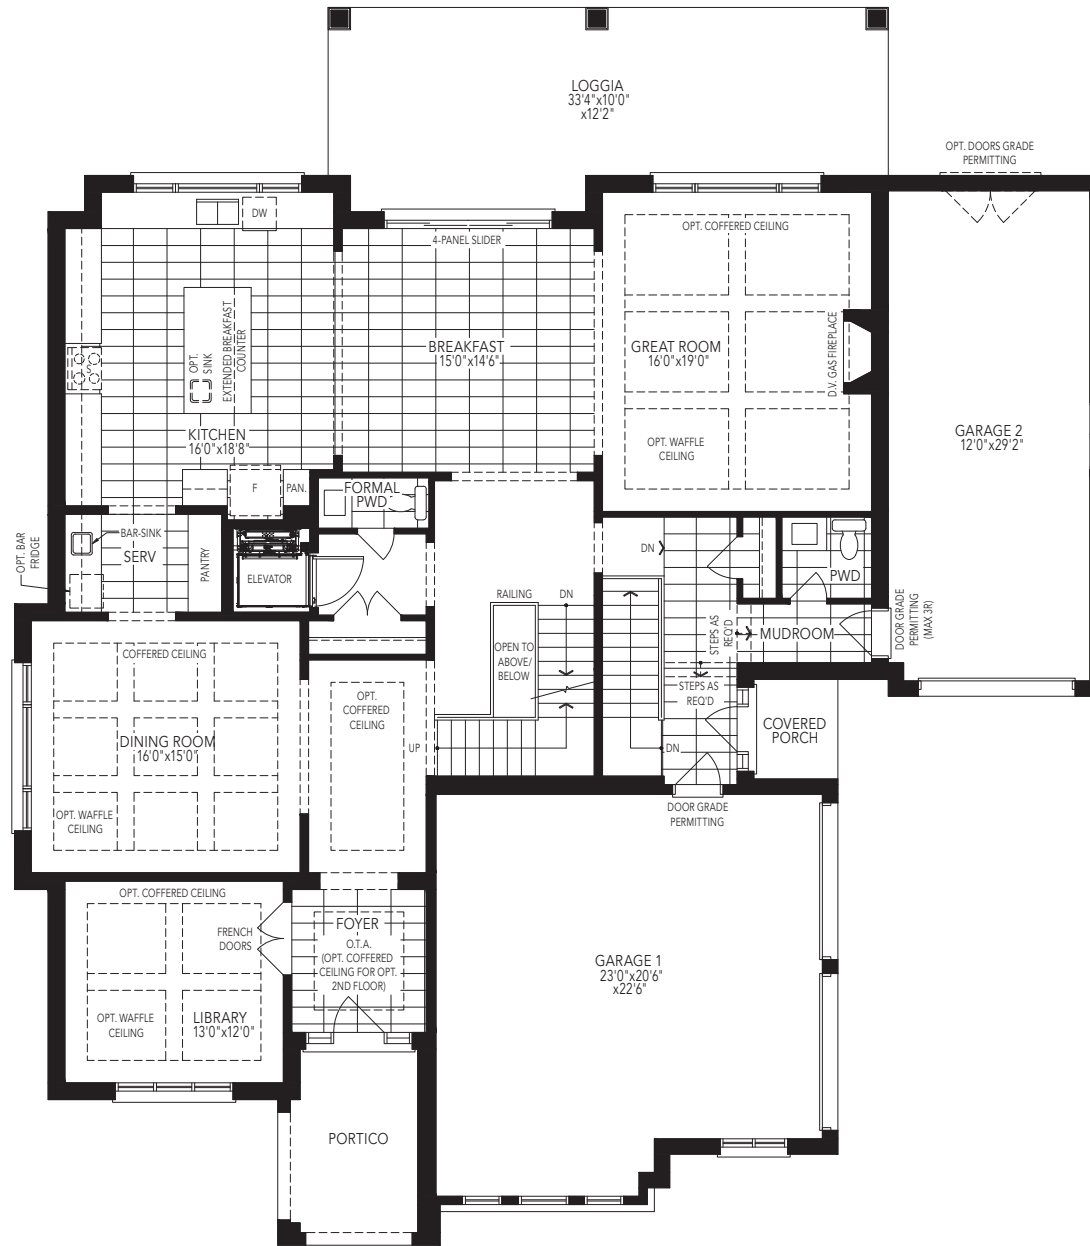 LOGGIA
33'4"x10'0"
x12'2"
OPT. DOORS GRADE
PERMITTING
DW
4-PANEL SLIDER
OPT. COFFERED CEILING
OPT.
SINK
EXTENDED BREAKFAST
COUNTER
S
BREAKFAST
15'0"x14'6"
GREAT ROOM
16'0"x19'0"
D.V. GAS FIREPLACE
KITCHEN
16'0"x18'8"
OPT. WAFFLE
CEILING
GARAGE 2
12'0"x29'2"
F
PAN.
FORMAL
PWD
OPT. BAR
FRIDGE
BAR-SINK
SERV
PANTRY
ELEVATOR
DN
PWD
RAILING
DN
OPEN TO
ABOVE/
BELOW
STEPS AS
REQ'D
MUDROOM
DOOR GRADE
PERMITTING
(MAX 3R)
COFFERED CEILING
OPT.
COFFERED
CEILING
STEPS AS
REQ'D
DINING ROOM
16'0"x15'0"
UP
DN
COVERED
PORCH
OPT. WAFFLE
CEILING
DOOR GRADE
PERMITTING
OPT. COFFERED CEILING
FRENCH
DOORS
FOYER
O.T.A.
(OPT. COFFERED
CEILING FOR OPT.
2ND FLOOR)
GARAGE 1
23'0"x20'6"
x22'6"
OPT. WAFFLE
CEILING
LIBRARY
13'0"x12'0"
PORTICO